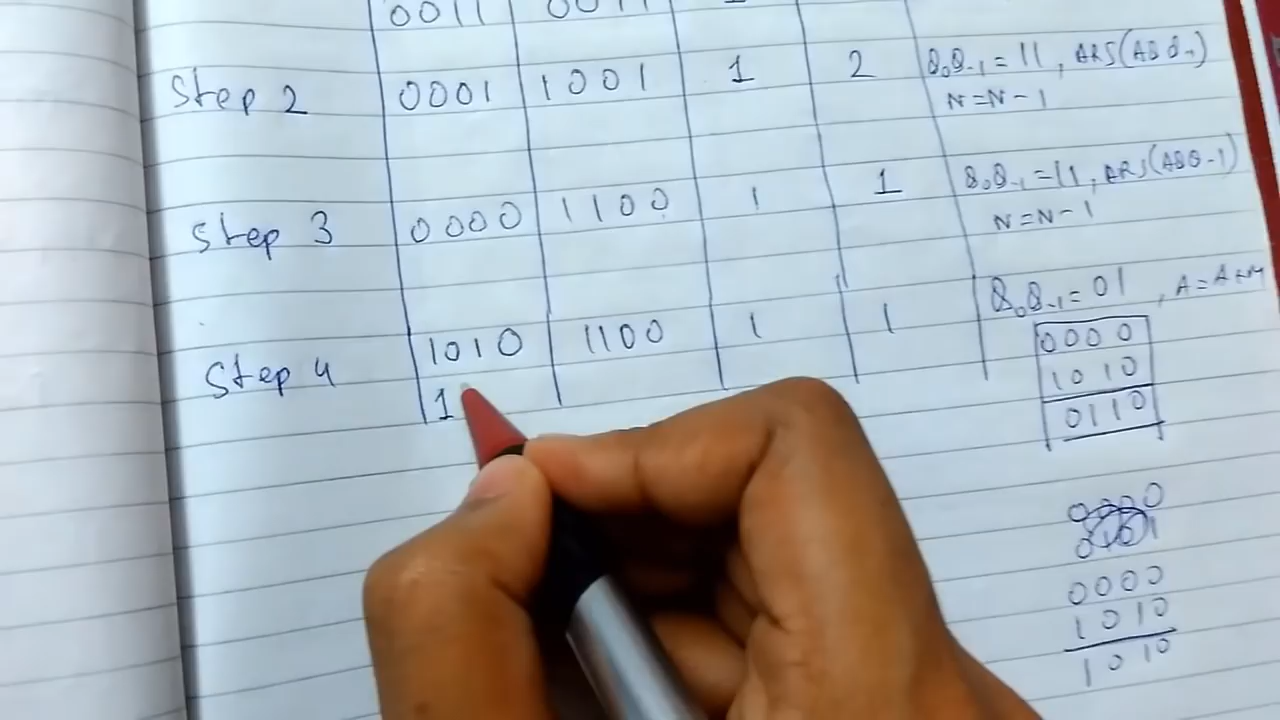 0011 0011 1
Step 2 0001 1001 1 2 Q₀Q₋₁ = 11, ARS(AQQ₋₁)
N=N-1
Step 3 0000 1100 1 1 Q₀Q₋₁ = 11, ARS(AQQ-1)
N=N-1
Step 4 1010 1100 1 1 Q₀Q₋₁ = 01, A = A+M
1
0000
1010
0110
0000
1010
1010